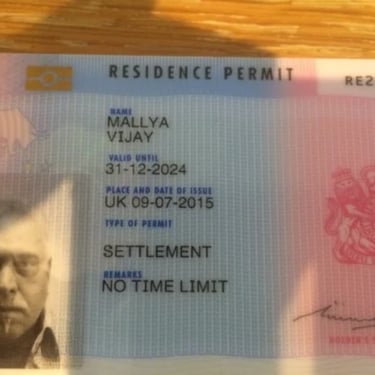 RESIDENCE PERMIT
RE2
NAME
MALLYA
VIJAY
VALID UNTIL
31-12-2024
PLACE AND DATE OF ISSUE
UK 09-07-2015
TYPE OF PERMIT
SETTLEMENT
REMARKS
NO TIME LIMIT
HOLDER'S S